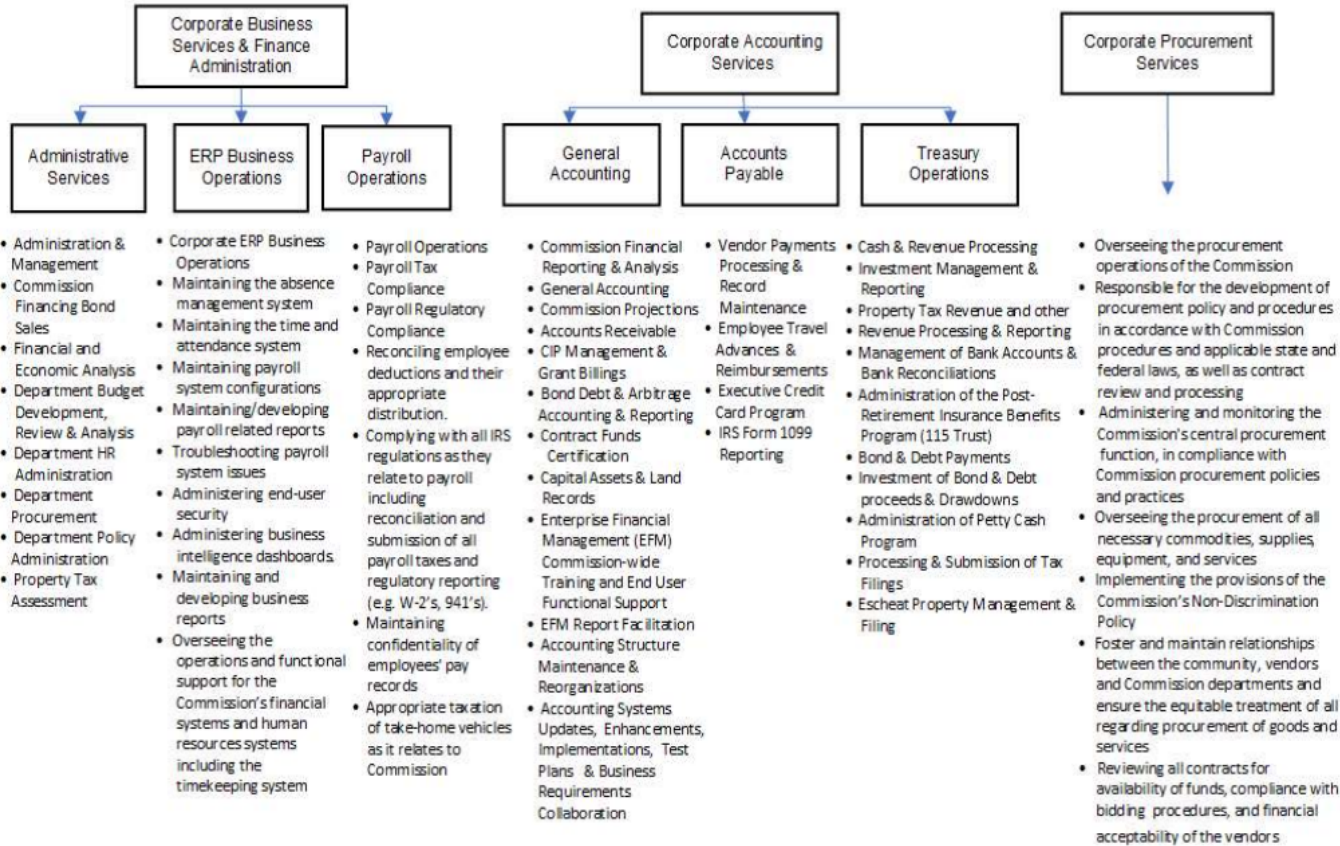 Corporate Business
Services & Finance
Administration
Corporate Accounting
Services
Corporate Procurement
Services
Administrative
Services
ERP Business
Operations
Payroll
Operations
General
Accounting
Accounts
Payable
Treasury
Operations
• Administration &
Management
• Commission
Financing Bond
Sales
• Financial and
Economic Analysis
• Department Budget
Development,
Review & Analysis
• Department HR
Administration
• Department
Procurement
• Department Policy
Administration
• Property Tax
Assessment
• Corporate ERP Business
Operations
• Maintaining the absence
management system
• Maintaining the time and
attendance system
• Maintaining payroll
system configurations
• Maintaining/developing
payroll related reports
• Troubleshooting payroll
system issues
• Administering end-user
security
• Administering business
intelligence dashboards.
• Maintaining and
developing business
reports
• Overseeing the
operations and functional
support for the
Commission's financial
systems and human
resources systems
including the
timekeeping system
• Payroll Operations
• Payroll Tax
Compliance
• Payroll Regulatory
Compliance
• Reconciling employee
deductions and their
appropriate
distribution.
• Complying with all IRS
regulations as they
relate to payroll
including
reconciliation and
submission of all
payroll taxes and
regulatory reporting
(e.g. W-2's, 941's).
• Maintaining
confidentiality of
employees' pay
records
• Appropriate taxation
of take-home vehicles
as it relates to
Commission
• Commission Financial
Reporting & Analysis
• General Accounting
• Commission Projections
• Accounts Receivable
• CIP Management &
Grant Billings
• Bond Debt & Arbitrage
Accounting & Reporting
• Contract Funds
Certification
• Capital Assets & Land
Records
• Enterprise Financial
Management (EFM)
Commission-wide
Training and End User
Functional Support
• EFM Report Facilitation
• Accounting Structure
Maintenance &
Reorganizations
• Accounting Systems
Updates, Enhancements,
Implementations, Test
Plans & Business
Requirements
Collaboration
• Vendor Payments
Processing &
Record
Maintenance
• Employee Travel
Advances &
Reimbursements
• Executive Credit
Card Program
• IRS Form 1099
Reporting
• Cash & Revenue Processing
• Investment Management &
Reporting
• Property Tax Revenue and other
• Revenue Processing & Reporting
• Management of Bank Accounts &
Bank Reconciliations
• Administration of the Post-
Retirement Insurance Benefits
Program (115 Trust)
• Bond & Debt Payments
• Investment of Bond & Debt
proceeds & Drawdowns
• Administration of Petty Cash
Program
• Processing & Submission of Tax
Filings
• Escheat Property Management &
Filing
• Overseeing the procurement
operations of the Commission
• Responsible for the development of
procurement policy and procedures
in accordance with Commission
procedures and applicable state and
federal laws, as well as contract
review and processing
• Administering and monitoring the
Commission's central procurement
function, in compliance with
Commission procurement policies
and practices
• Overseeing the procurement of all
necessary commodities, supplies,
equipment, and services
• Implementing the provisions of the
Commission's Non-Discrimination
Policy
• Foster and maintain relationships
between the community, vendors
and Commission departments and
ensure the equitable treatment of all
regarding procurement of goods and
services
• Reviewing all contracts for
availability of funds, compliance with
bidding procedures, and financial
acceptability of the vendors